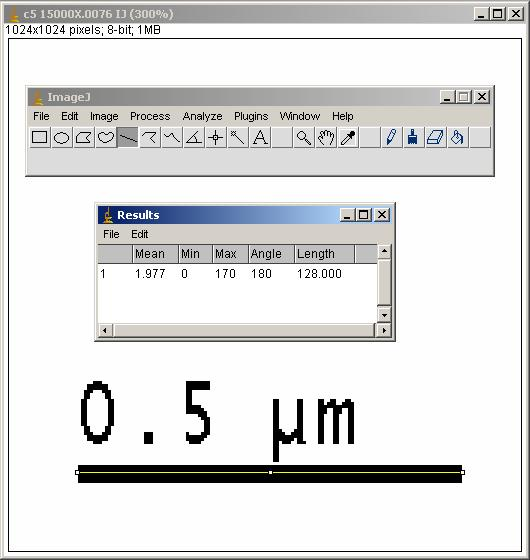 c5 15000X.0076 IJ (300%)
1024x1024 pixels; 8-bit; 1MB
ImageJ
File Edit Image Process Analyze Plugins Window Help
A
Results
File Edit
Mean Min Max Angle Length
1 1.977 0 170 180 128.000
0.5 µm